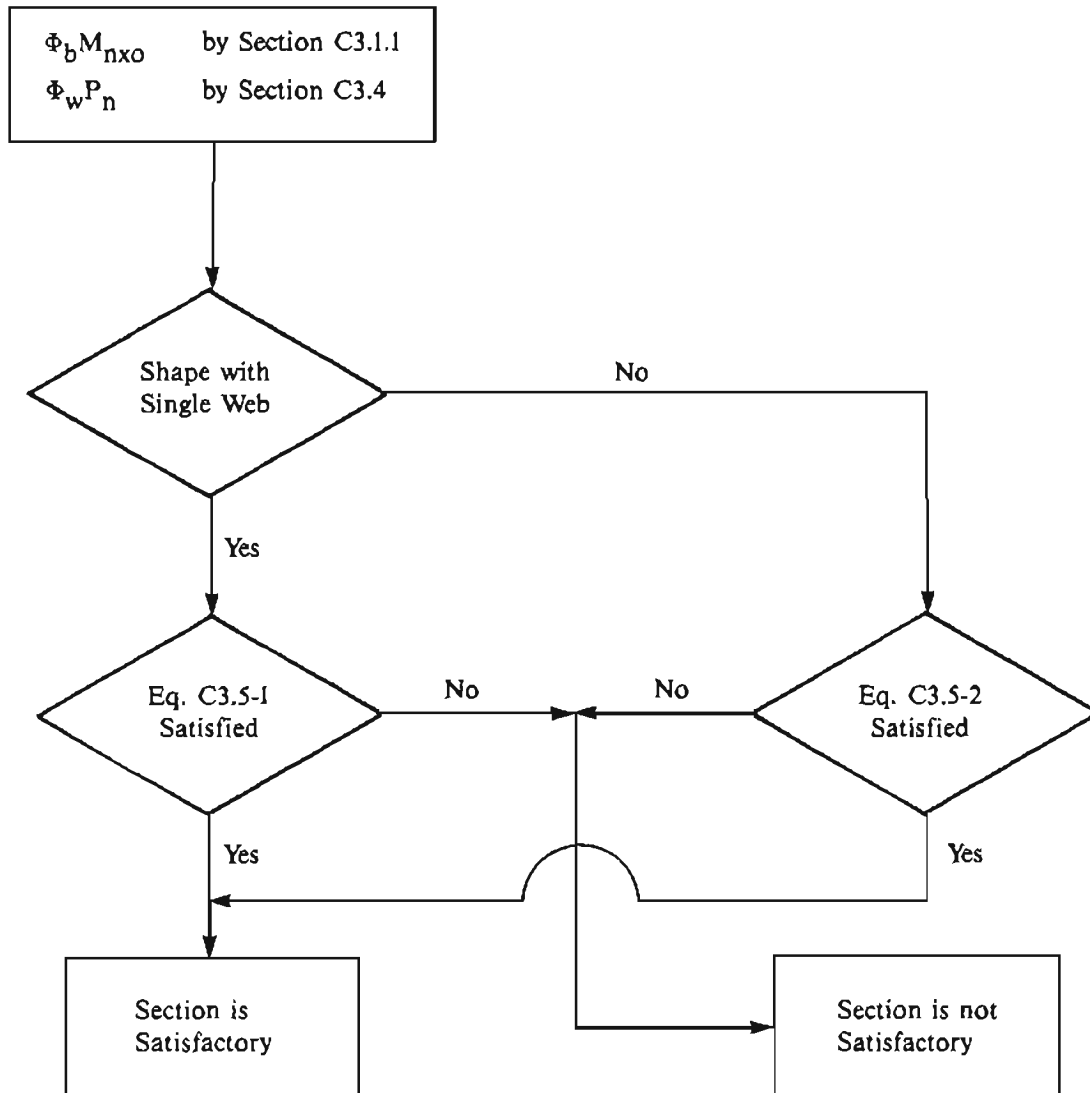 Φ_bM_nxo by Section C3.1.1
Φ_wP_n by Section C3.4
Shape with
Single Web
No
Yes
Eq. C3.5-1
Satisfied
No
No
Eq. C3.5-2
Satisfied
Yes
Yes
Section is
Satisfactory
Section is not
Satisfactory